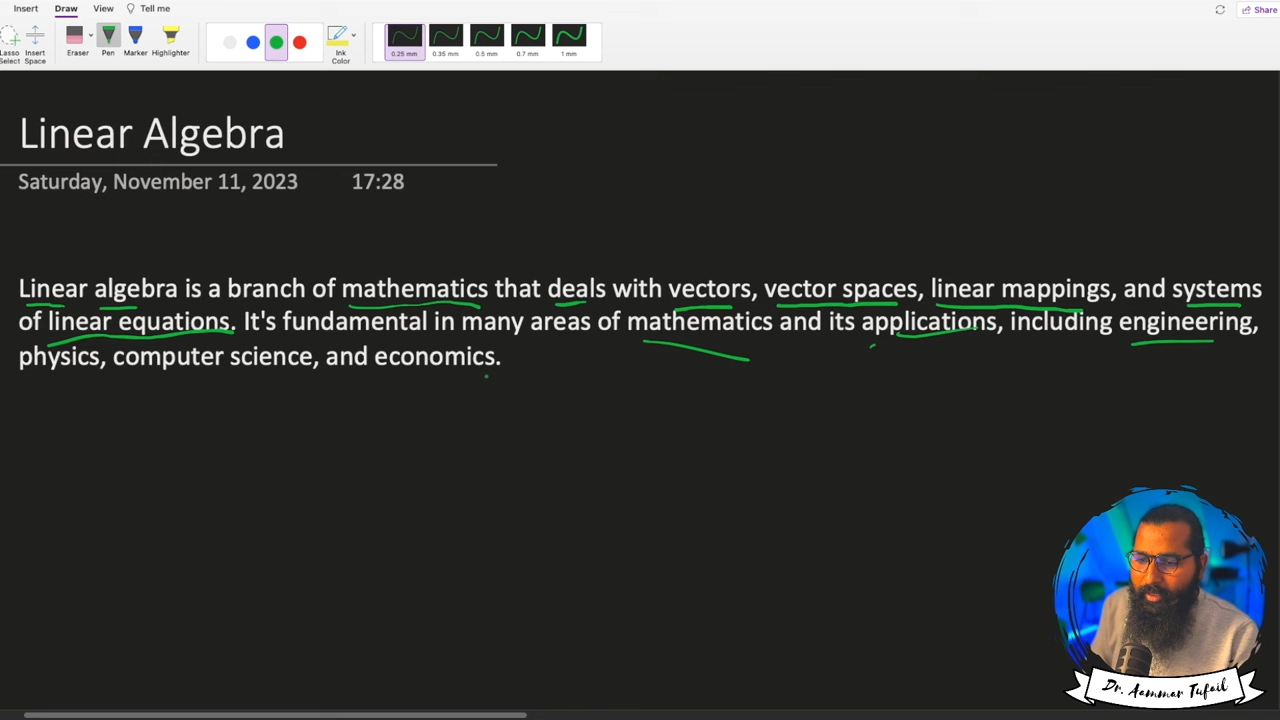 Insert Draw View Tell me
Share
Lasso Select
Insert Space
Eraser
Pen
Marker
Highlighter
Ink Color
0.25 mm 0.35 mm 0.5 mm 0.7 mm 1 mm
Linear Algebra
Saturday, November 11, 2023 17:28
Linear algebra is a branch of mathematics that deals with vectors, vector spaces, linear mappings, and systems
of linear equations. It's fundamental in many areas of mathematics and its applications, including engineering,
physics, computer science, and economics.
Dr. Aammar Tufail